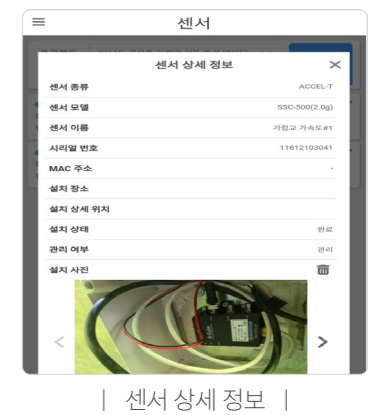 센서
센서 상세 정보 ×
센서 종류 ACCEL-T
센서 모델 SSC-500(2.0g)
센서 이름 가람교 가속도#1
시리얼 번호 11812103041
MAC 주소 -
설치 장소
설치 상세 위치
설치 상태 완료
관리 여부 관리
설치 사진
| 센서 상세 정보 |